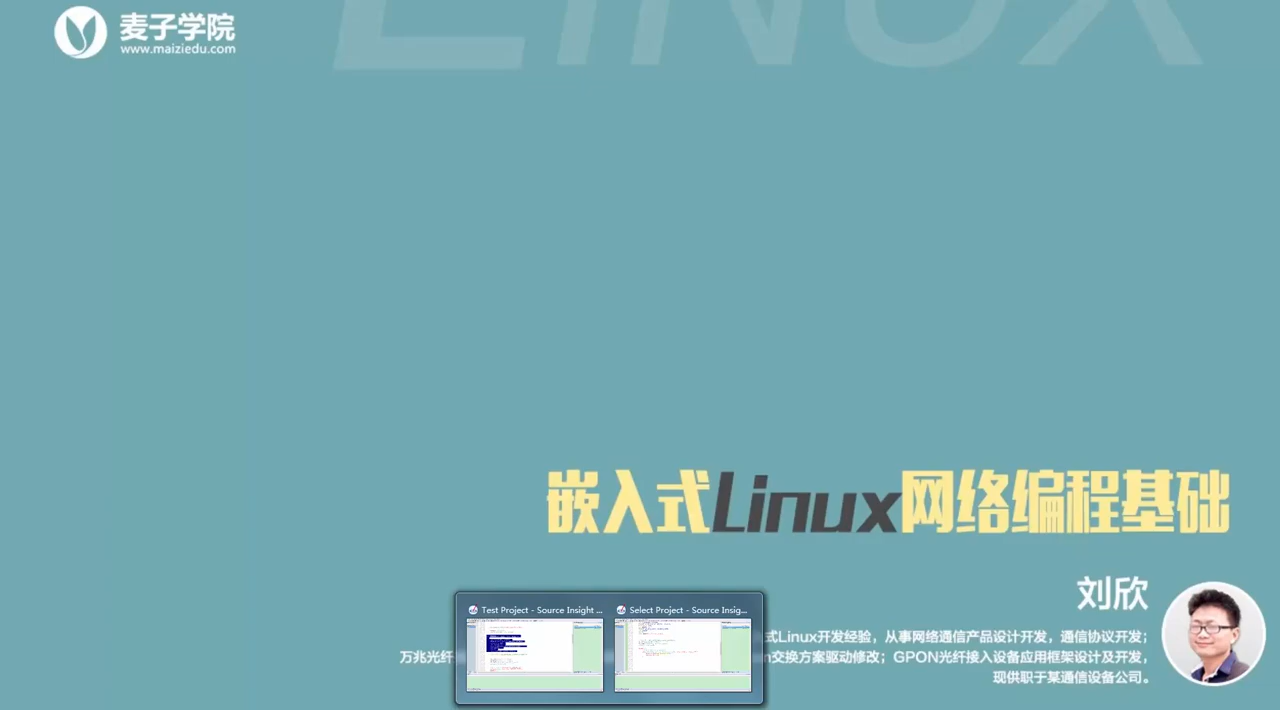 LINUX
麦子学院
www.maiziedu.com
嵌入式Linux网络编程基础
刘欣
式Linux开发经验，从事网络通信产品设计开发，通信协议开发；
万兆光纤 交换方案驱动修改；GPON光纤接入设备应用框架设计及开发，
现供职于某通信设备公司。
Test Project - Source Insight ...
Select Project - Source Insig...